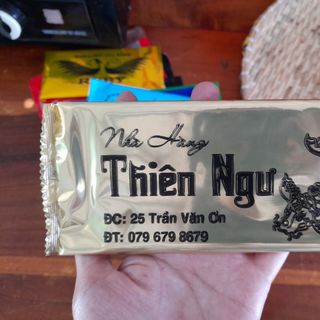 Nhà Hàng
Thiên Ngư
ĐC: 25 Trần Văn Ơn
ĐT: 079 679 8679